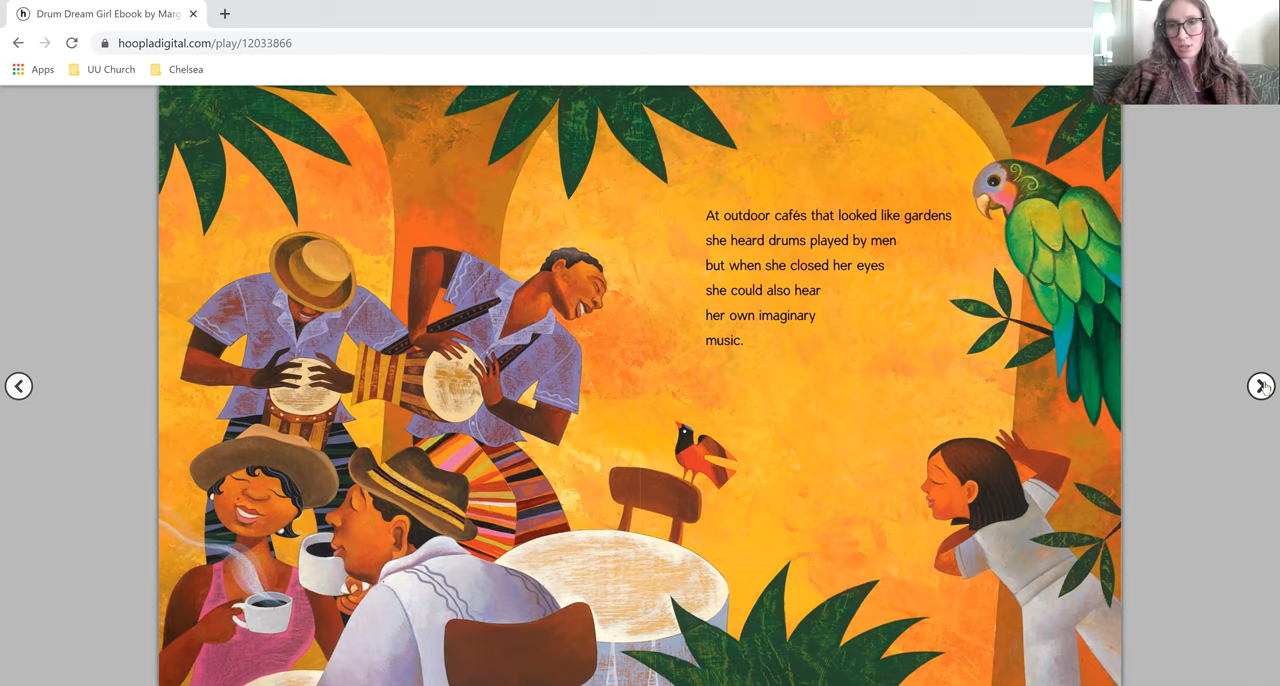 Drum Dream Girl Ebook by Marg
hoopladigital.com/play/12033866
Apps UU Church Chelsea
At outdoor cafés that looked like gardens
she heard drums played by men
but when she closed her eyes
she could also hear
her own imaginary
music.